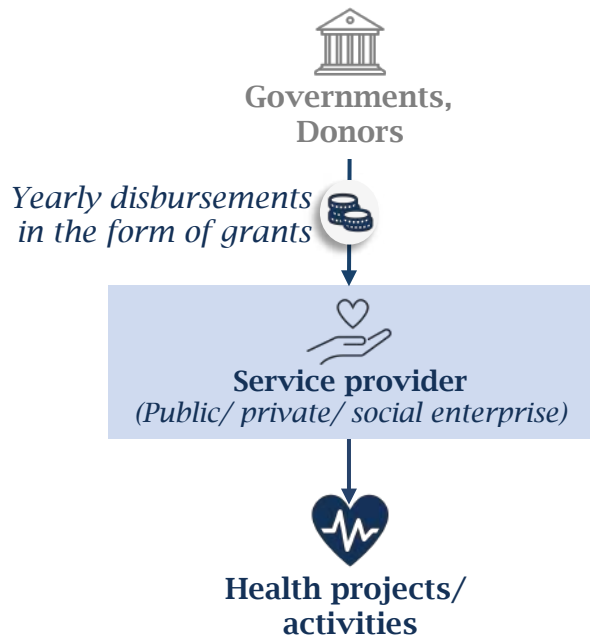 Governments,
Donors
Yearly disbursements
in the form of grants
Service provider
(Public/ private/ social enterprise)
Health projects/
activities